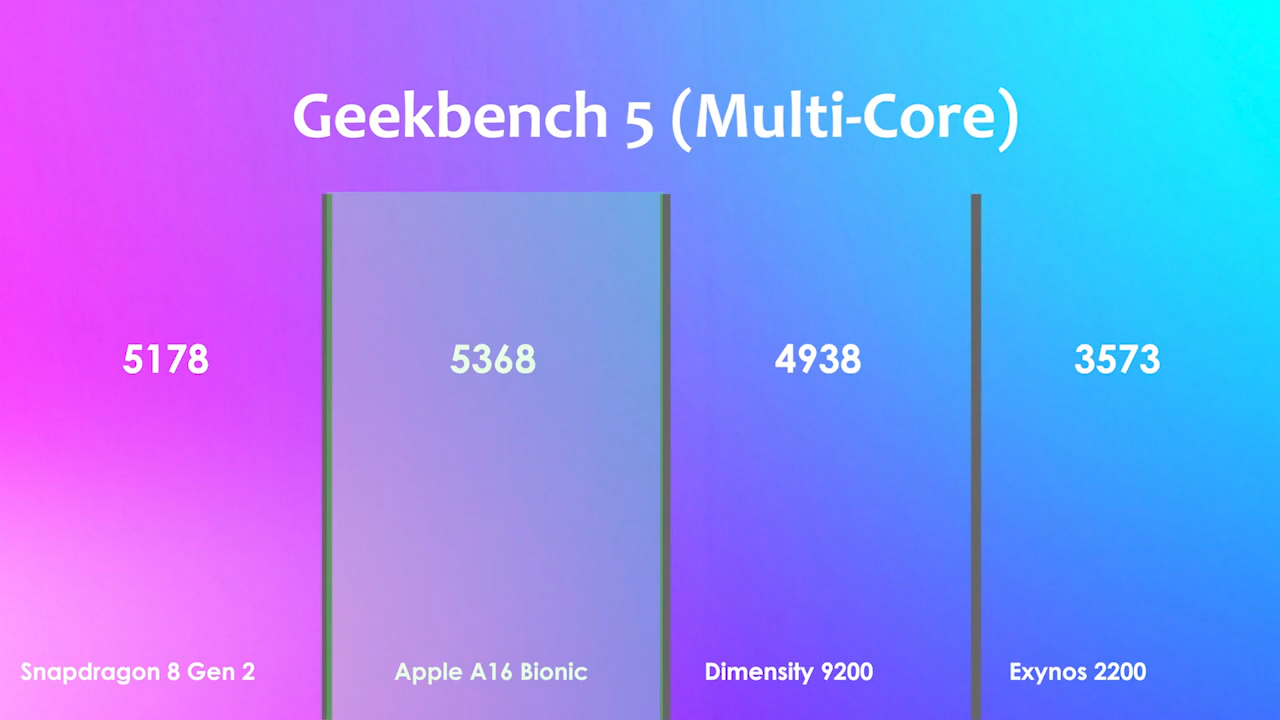 Geekbench 5 (Multi-Core)
5178 5368 4938 3573
Snapdragon 8 Gen 2 Apple A16 Bionic Dimensity 9200 Exynos 2200